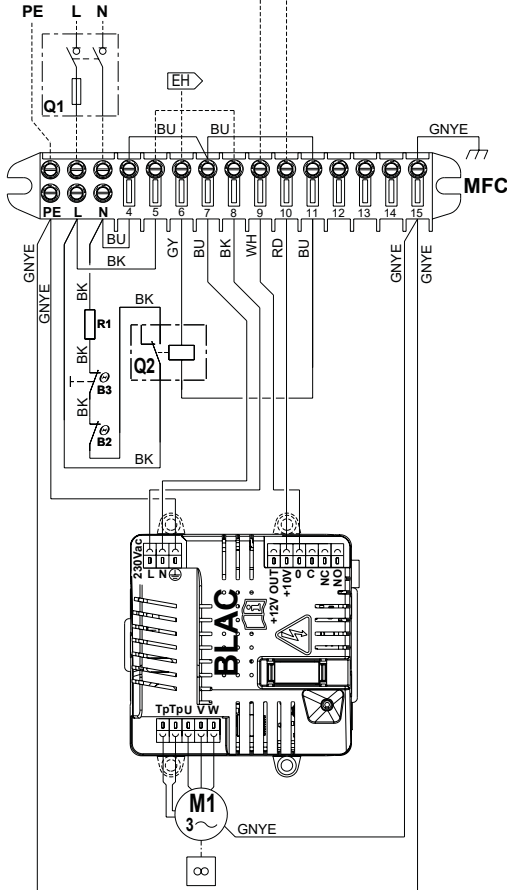 PE L N
Q1
EH
BU BU
GNYE
MFC
PE L N 4 5 6 7 8 9 10 11 12 13 14 15
BU
BK
GY
BU
BK
WH
RD
BU
GNYE
GNYE
GNYE
GNYE
BK
BK
R1
BK
Q2
B3
BK
B2
BK
230Vac
L N
+12V OUT
+10V
0
C
NC
NO
BLAC
i
Tp Tp U V W
M1
3~
GNYE
8